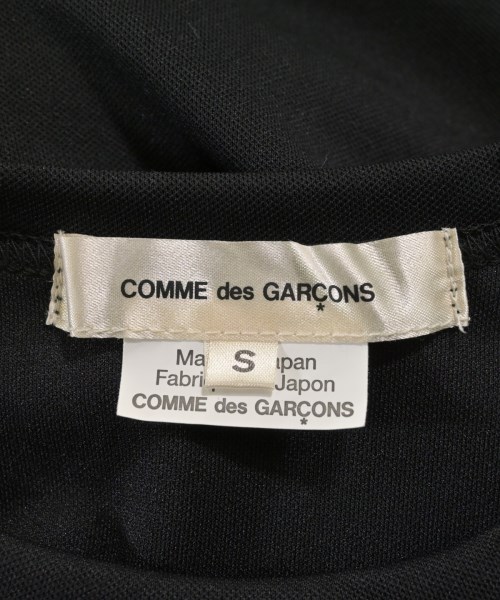 COMME des GARÇONS
S
Ma apan
Fabri Japon
COMME des GARÇONS